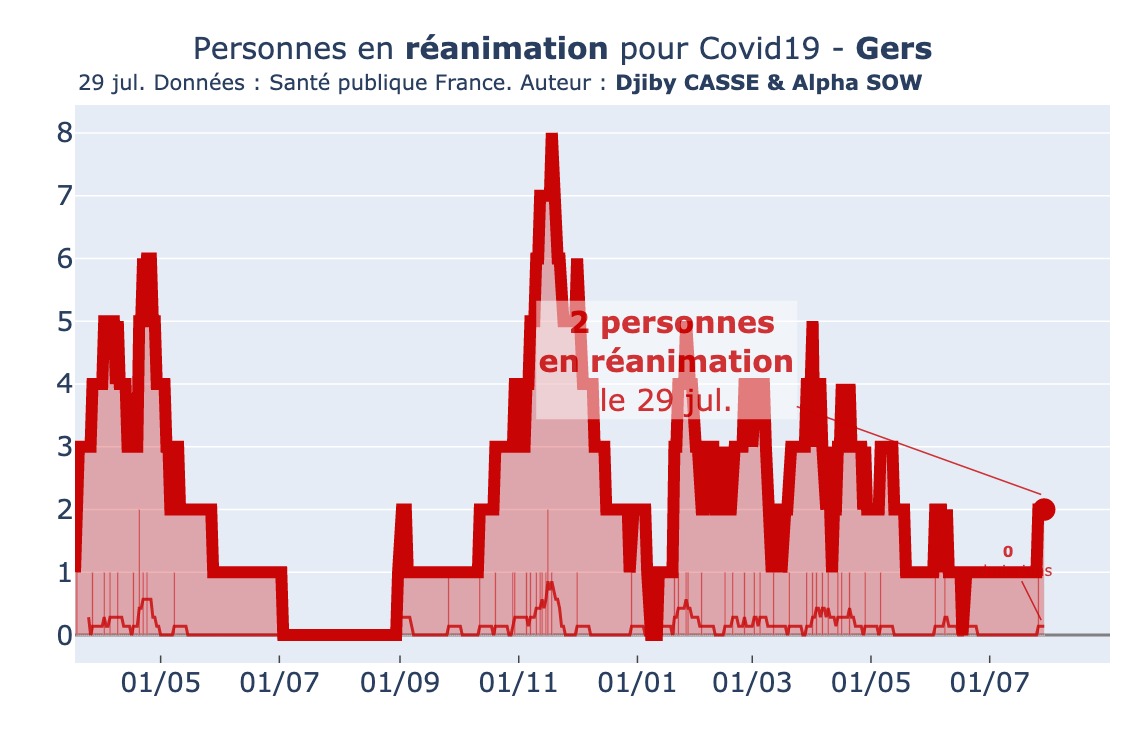 Personnes en réanimation pour Covid19 - Gers
29 jul. Données : Santé publique France. Auteur : Djiby CASSE & Alpha SOW
8
7
6
5
4
3
2
1
0
2 personnes
en réanimation
le 29 jul.
0
01/05 01/07 01/09 01/11 01/01 01/03 01/05 01/07